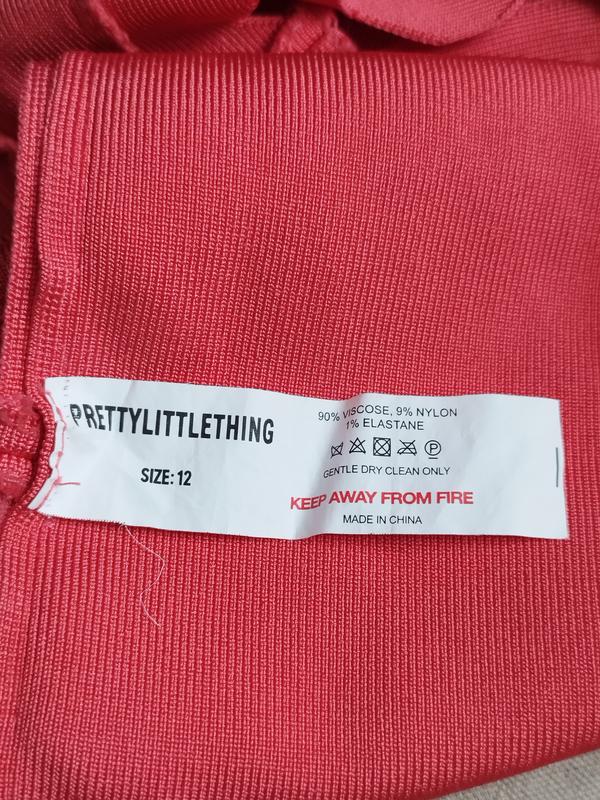 PRETTYLITTLETHING
SIZE: 12
90% VISCOSE, 9% NYLON
1% ELASTANE
P
GENTLE DRY CLEAN ONLY
KEEP AWAY FROM FIRE
MADE IN CHINA